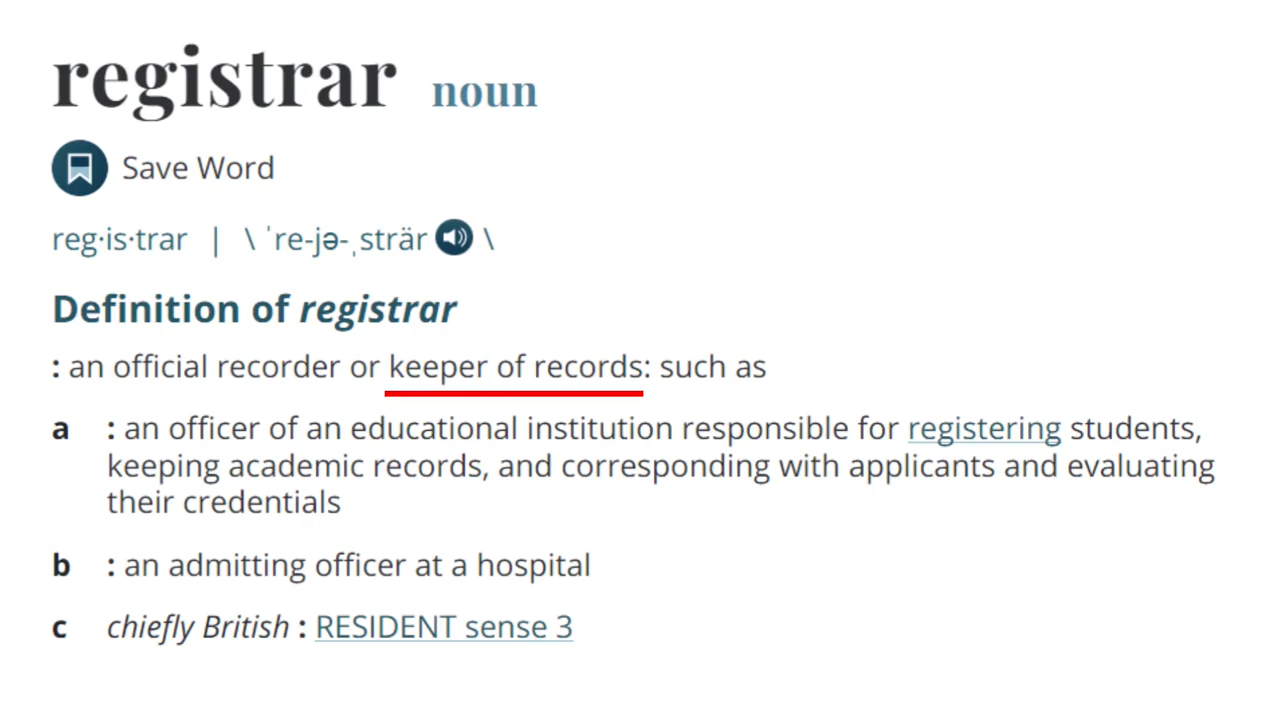 registrar noun
Save Word
reg·is·trar | \ ˈre-jə-ˌsträr \
Definition of registrar
: an official recorder or keeper of records: such as
a : an officer of an educational institution responsible for registering students,
keeping academic records, and corresponding with applicants and evaluating
their credentials
b : an admitting officer at a hospital
c chiefly British : RESIDENT sense 3